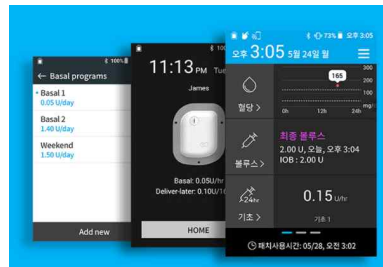 100%
← Basal programs
Basal 1
0.05 U/day
Basal 2
1.40 U/day
Weekend
1.50 U/day
Add new
100
11:13 PM Tue
James
Basal: 0.05U/hr
Deliver-later: 0.10U/1
HOME
73% 오후 3:05
오후 3:05 5월 24일 월
혈당 >
165
300
200
100
mg/
0h 12h 24h
볼루스 >
최종 볼루스
2.00 U, 오늘, 오후 3:04
IOB : 2.00 U
24hr
기초 >
0.15 U/hr
기초 1
패치사용시간: 05/28, 오전 3:02